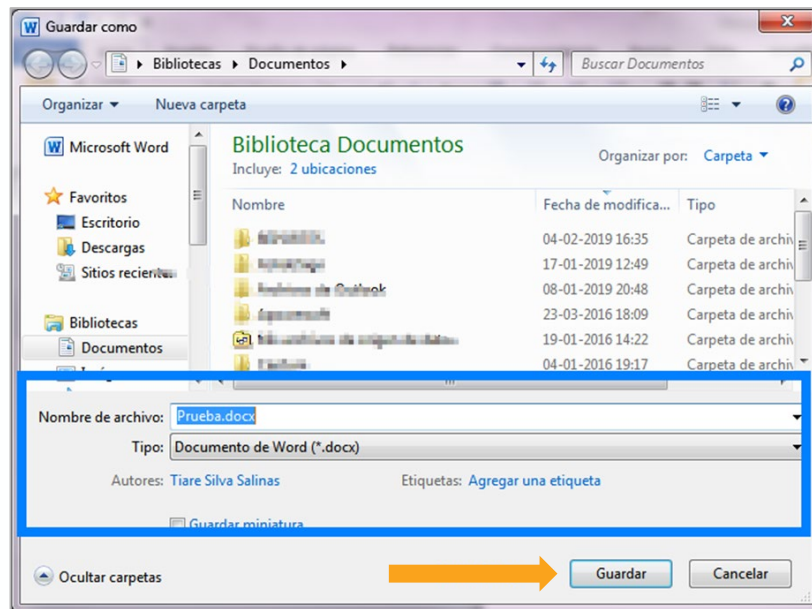 Guardar como
Bibliotecas Documentos
Buscar Documentos
Organizar Nueva carpeta
Microsoft Word
Favoritos
Escritorio
Descargas
Sitios recientes
Bibliotecas
Documentos
Biblioteca Documentos
Incluye: 2 ubicaciones
Organizar por: Carpeta
Nombre Fecha de modifica... Tipo
04-02-2019 16:35 Carpeta de archiv
17-01-2019 12:49 Carpeta de archiv
08-01-2019 20:48 Carpeta de archiv
23-03-2016 18:09 Carpeta de archiv
19-01-2016 14:22 Carpeta de archiv
04-01-2016 19:17 Carpeta de archiv
Nombre de archivo: Prueba.docx
Tipo: Documento de Word (*.docx)
Autores: Tiare Silva Salinas Etiquetas: Agregar una etiqueta
Guardar miniatura
Ocultar carpetas Guardar Cancelar